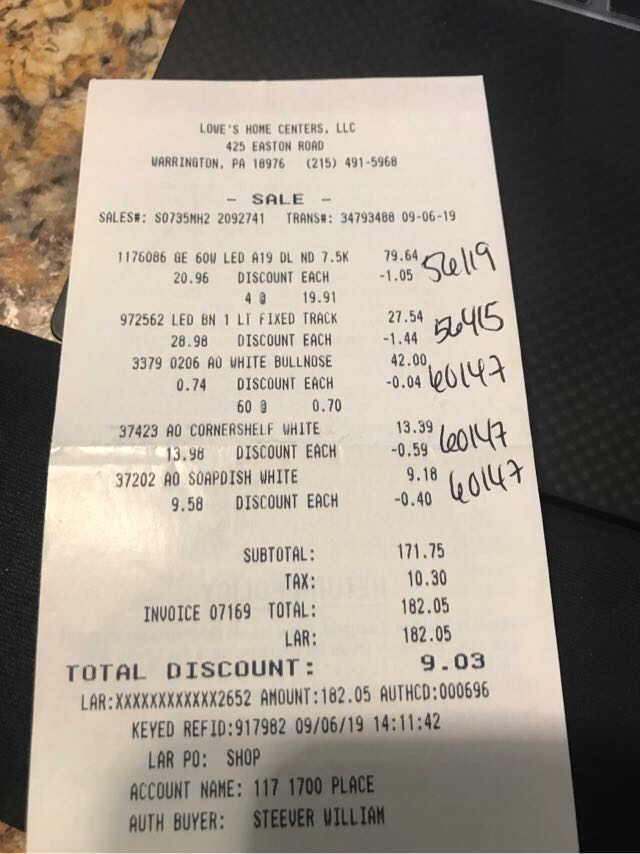 LOWE'S HOME CENTERS, LLC
425 EASTON ROAD
WARRINGTON, PA 18976 (215) 491-5968
- SALE -
SALES#: S0735MH2 2092741 TRANS#: 34793488 09-06-19
1176086 GE 60W LED A19 DL ND 7.5K 79.64 56119
20.96 DISCOUNT EACH -1.05
4 @ 19.91
972562 LED BN 1 LT FIXED TRACK 27.54 56415
28.98 DISCOUNT EACH -1.44
3379 0206 AO WHITE BULLNOSE 42.00 60147
0.74 DISCOUNT EACH -0.04
60 @ 0.70
37423 AO CORNERSHELF WHITE 13.39 60147
13.98 DISCOUNT EACH -0.59
37202 AO SOAPDISH WHITE 9.18 60147
9.58 DISCOUNT EACH -0.40
SUBTOTAL: 171.75
TAX: 10.30
INVOICE 07169 TOTAL: 182.05
LAR: 182.05
TOTAL DISCOUNT: 9.03
LAR:XXXXXXXXXXXX2652 AMOUNT:182.05 AUTHCD:000696
KEYED REFID:917982 09/06/19 14:11:42
LAR PO: SHOP
ACCOUNT NAME: 117 1700 PLACE
AUTH BUYER: STEEVER WILLIAM